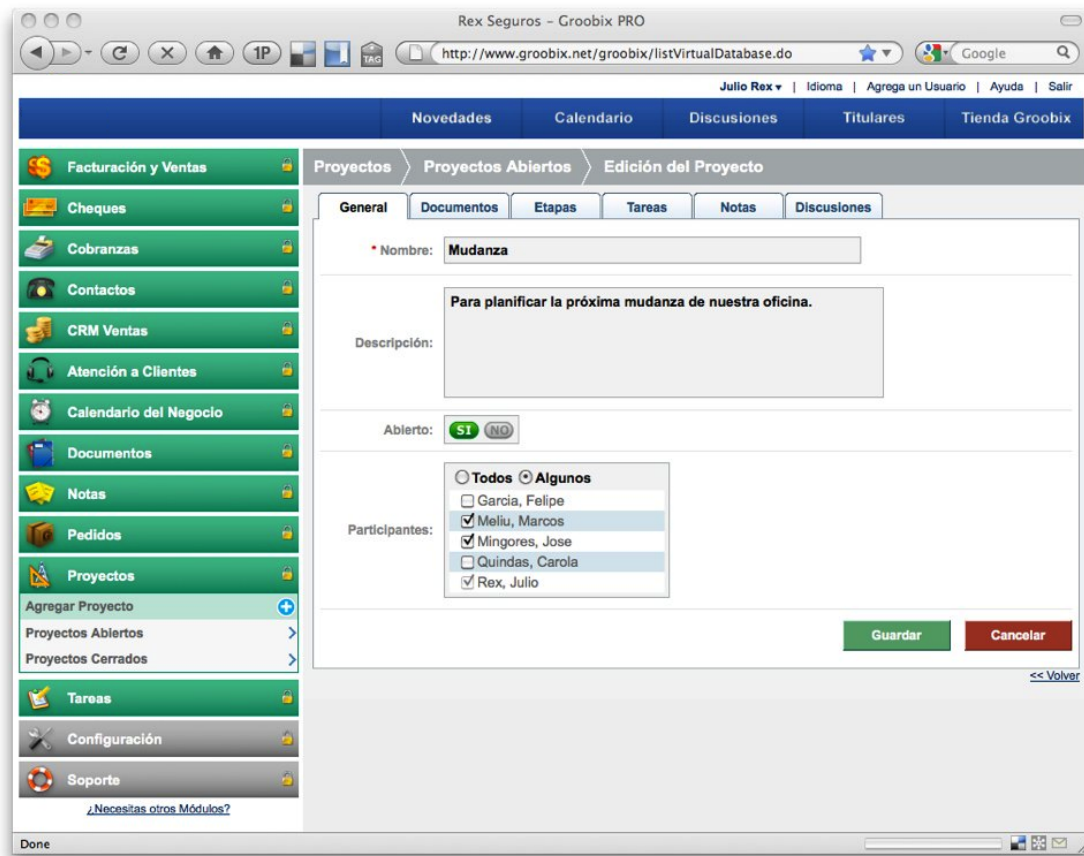 Rex Seguros – Groobix PRO
1P TAG http://www.groobix.net/groobix/listVirtualDatabase.do Google
Julio Rex | Idioma | Agrega un Usuario | Ayuda | Salir
Novedades Calendario Discusiones Titulares Tienda Groobix
Facturación y Ventas
Cheques
Cobranzas
Contactos
CRM Ventas
Atención a Clientes
Calendario del Negocio
Documentos
Notas
Pedidos
Proyectos
Agregar Proyecto
Proyectos Abiertos
Proyectos Cerrados
Tareas
Configuración
Soporte
¿Necesitas otros Módulos?
Proyectos Proyectos Abiertos Edición del Proyecto
General Documentos Etapas Tareas Notas Discusiones
* Nombre: Mudanza
Descripción: Para planificar la próxima mudanza de nuestra oficina.
Abierto: SI NO
Participantes:
Todos Algunos
Garcia, Felipe
Meliu, Marcos
Mingores, Jose
Quindas, Carola
Rex, Julio
Guardar Cancelar
<< Volver
Done